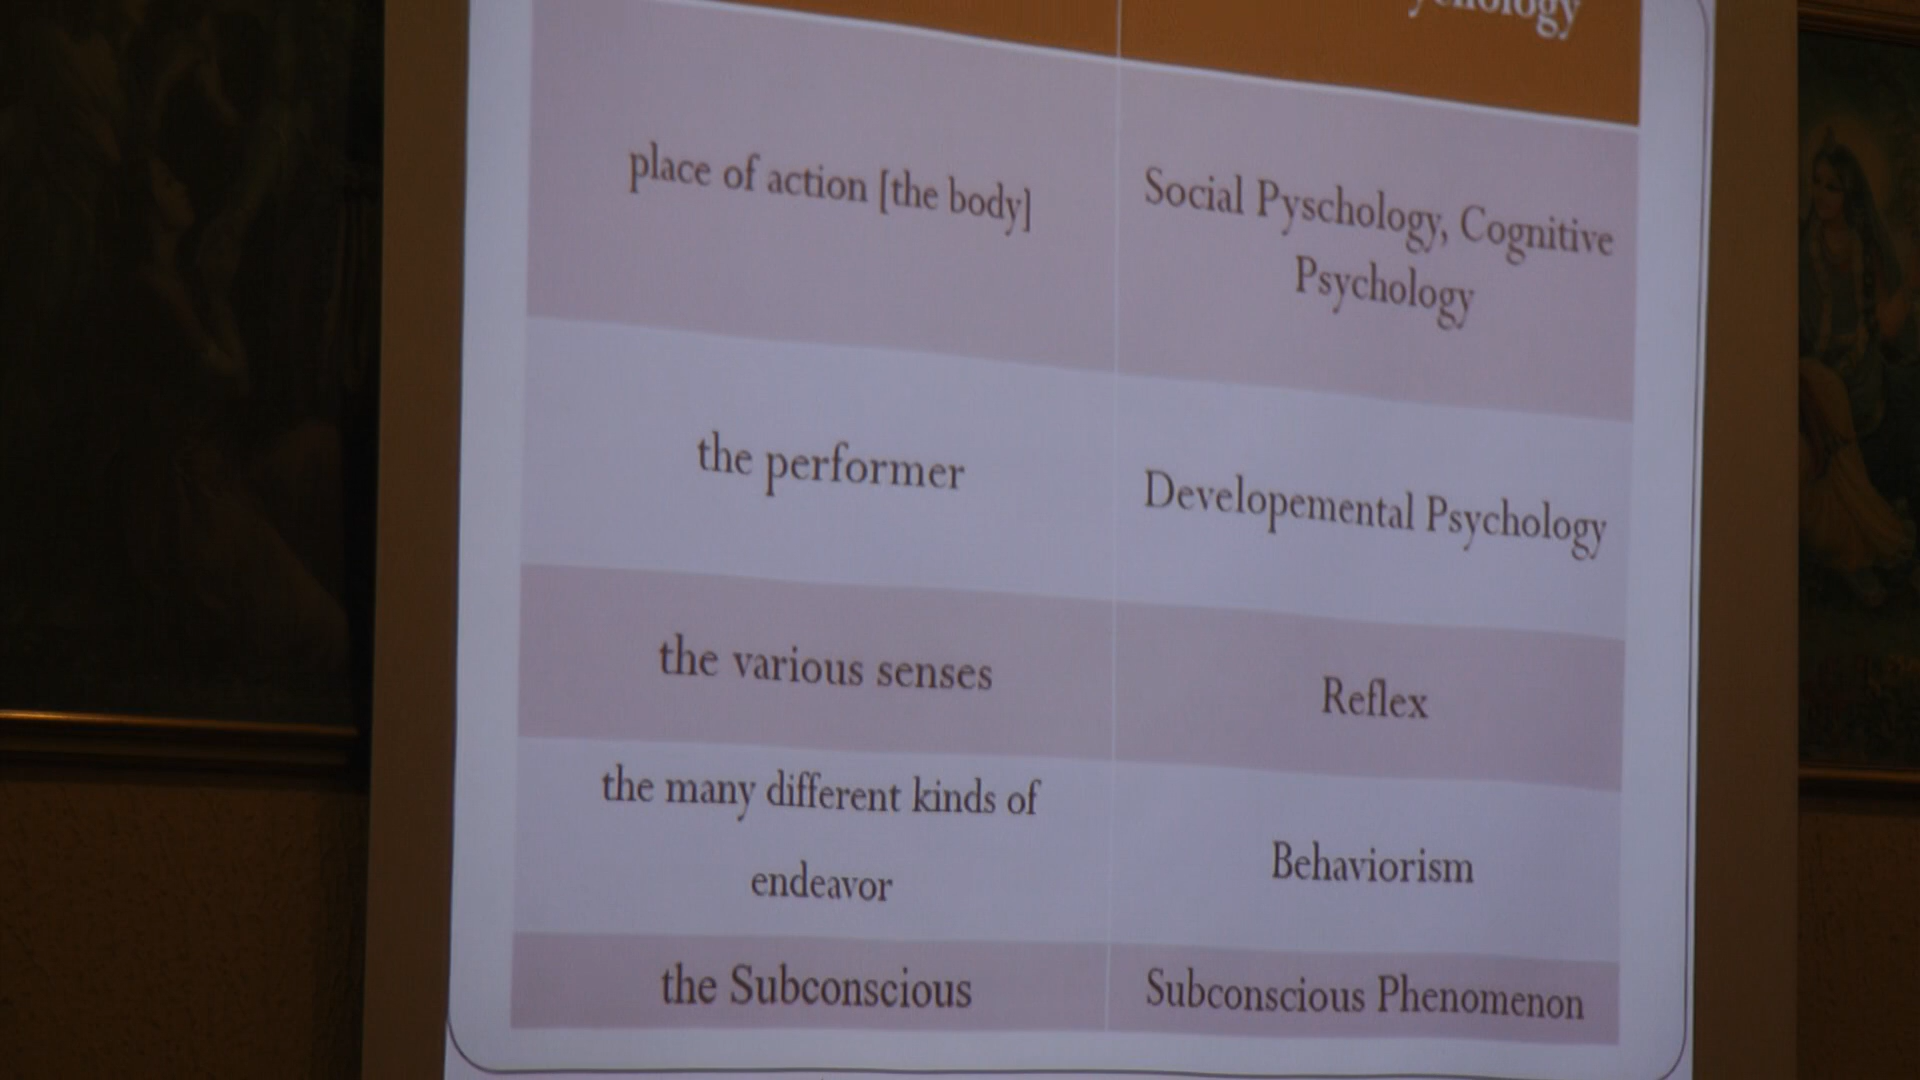 place of action [the body]
Social Pyschology, Cognitive
Psychology
the performer
Developemental Psychology
the various senses
Reflex
the many different kinds of
endeavor
Behaviorism
the Subconscious
Subconscious Phenomenon